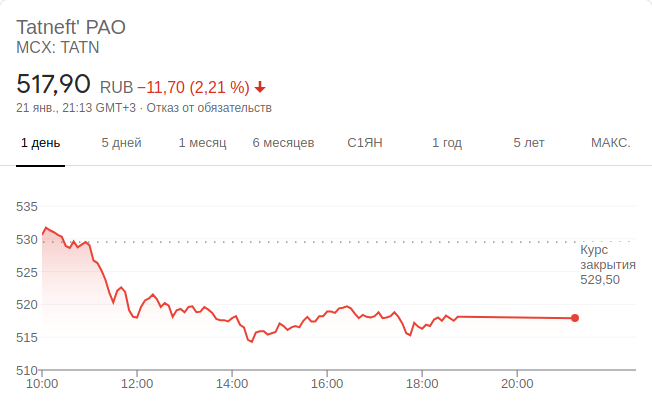 Tatneft' PAO
MCX: TATN
517,90 RUB −11,70 (2,21 %)
21 янв., 21:13 GMT+3 · Отказ от обязательств
1 день 5 дней 1 месяц 6 месяцев С1ЯН 1 год 5 лет МАКС.
535
530
Курс
закрытия
529,50
525
520
515
510
10:00 12:00 14:00 16:00 18:00 20:00